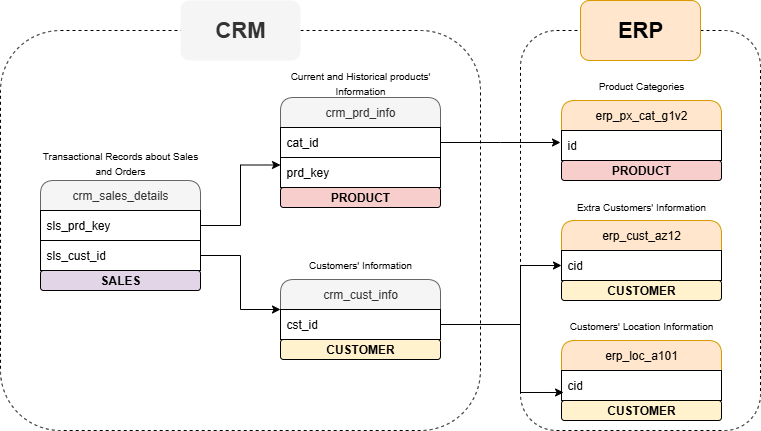 CRM
ERP
Current and Historical products'
Information
crm_prd_info
cat_id
prd_key
PRODUCT
Product Categories
erp_px_cat_g1v2
id
PRODUCT
Transactional Records about Sales
and Orders
crm_sales_details
sls_prd_key
sls_cust_id
SALES
Extra Customers' Information
erp_cust_az12
cid
CUSTOMER
Customers' Information
crm_cust_info
cst_id
CUSTOMER
Customers' Location Information
erp_loc_a101
cid
CUSTOMER